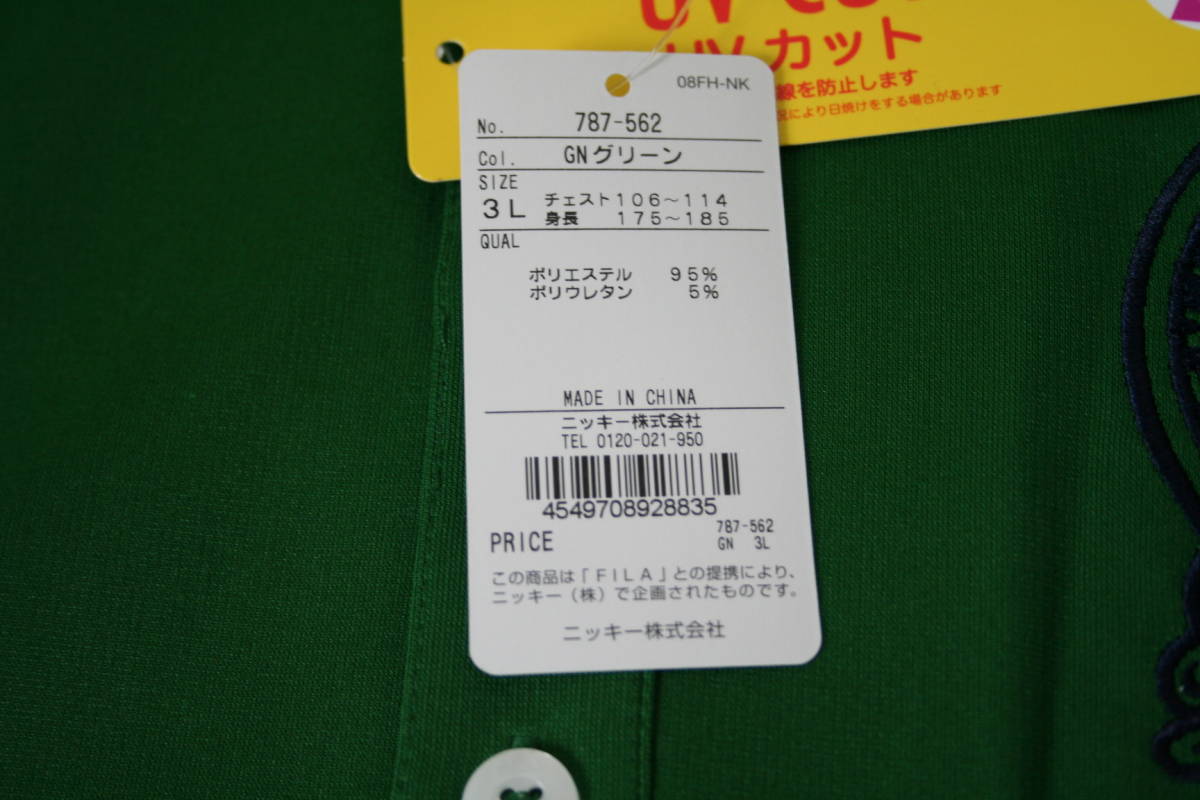 UV
UV カット
線を防止します
況により日焼けをする場合があります
08FH-NK
No. 787-562
Col. GNグリーン
SIZE
3L チェスト106~114
身長 175~185
QUAL
ポリエステル 95%
ポリウレタン 5%
MADE IN CHINA
ニッキー株式会社
TEL 0120-021-950
4549708928835
787-562
PRICE GN 3L
この商品は「FILA」との提携により、
ニッキー(株)で企画されたものです。
ニッキー株式会社